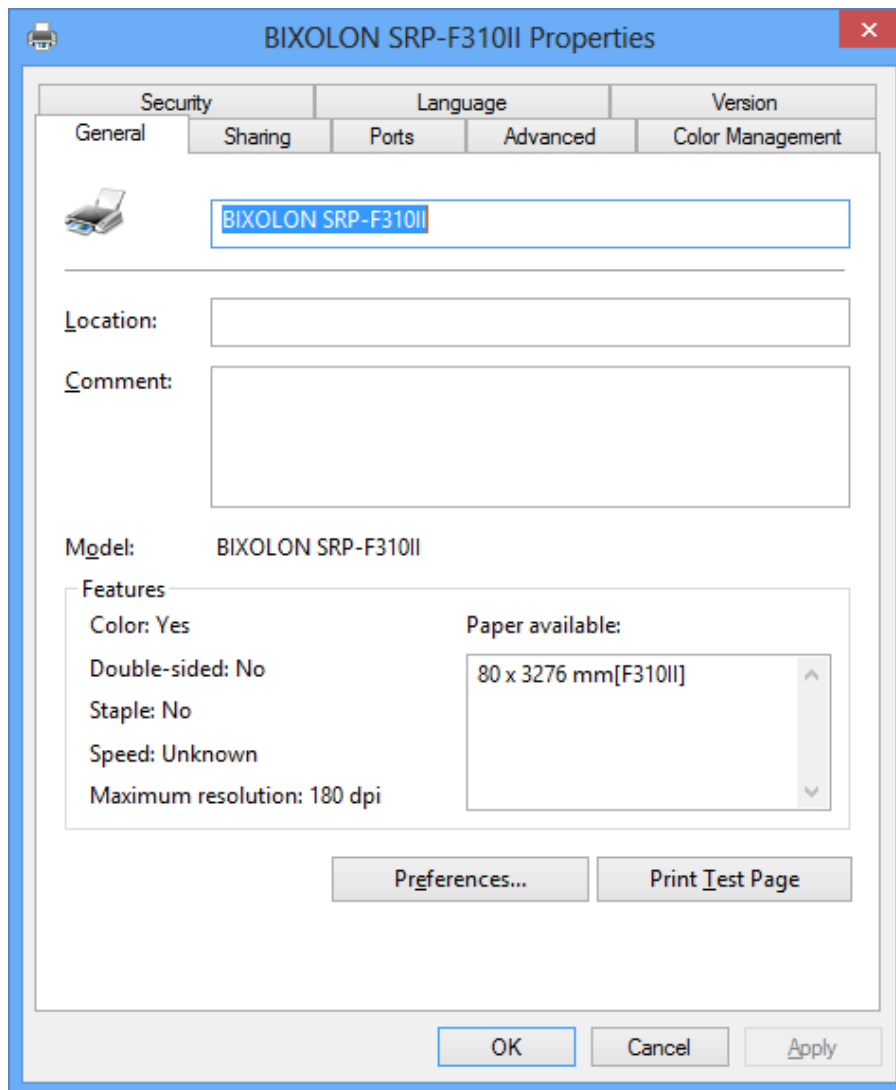 BIXOLON SRP-F310II Properties
Security Language Version
General Sharing Ports Advanced Color Management
BIXOLON SRP-F310II
Location:
Comment:
Model: BIXOLON SRP-F310II
Features
Color: Yes
Double-sided: No
Staple: No
Speed: Unknown
Maximum resolution: 180 dpi
Paper available:
80 x 3276 mm[F310II]
Preferences... Print Test Page
OK Cancel Apply